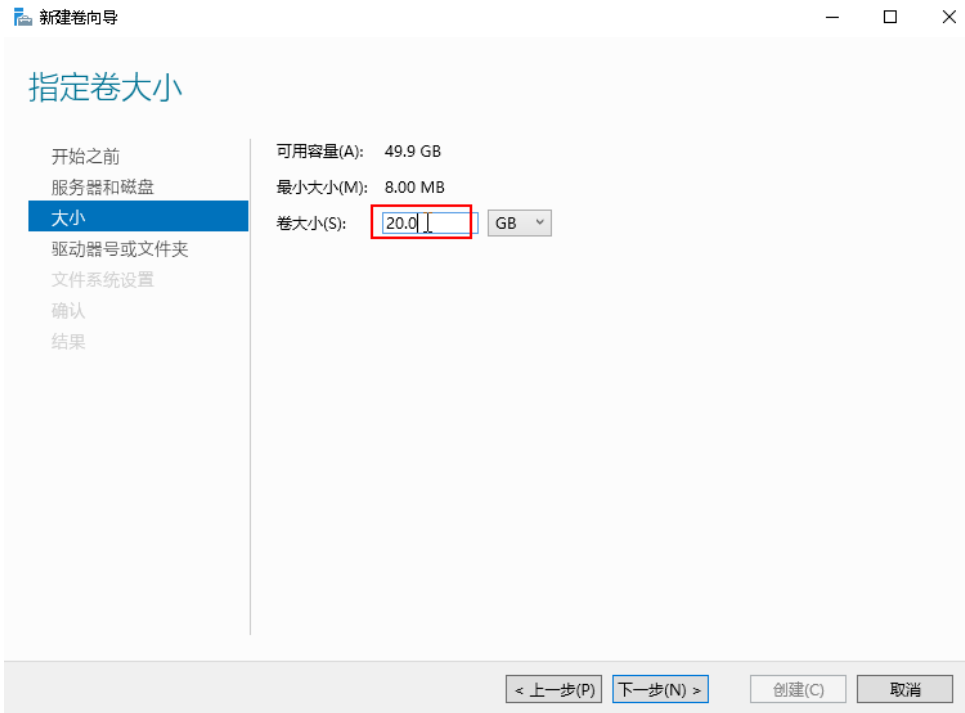 新建卷向导
指定卷大小
开始之前
服务器和磁盘
大小
驱动器号或文件夹
文件系统设置
确认
结果
可用容量(A): 49.9 GB
最小大小(M): 8.00 MB
卷大小(S): 20.0 GB
< 上一步(P) 下一步(N) > 创建(C) 取消